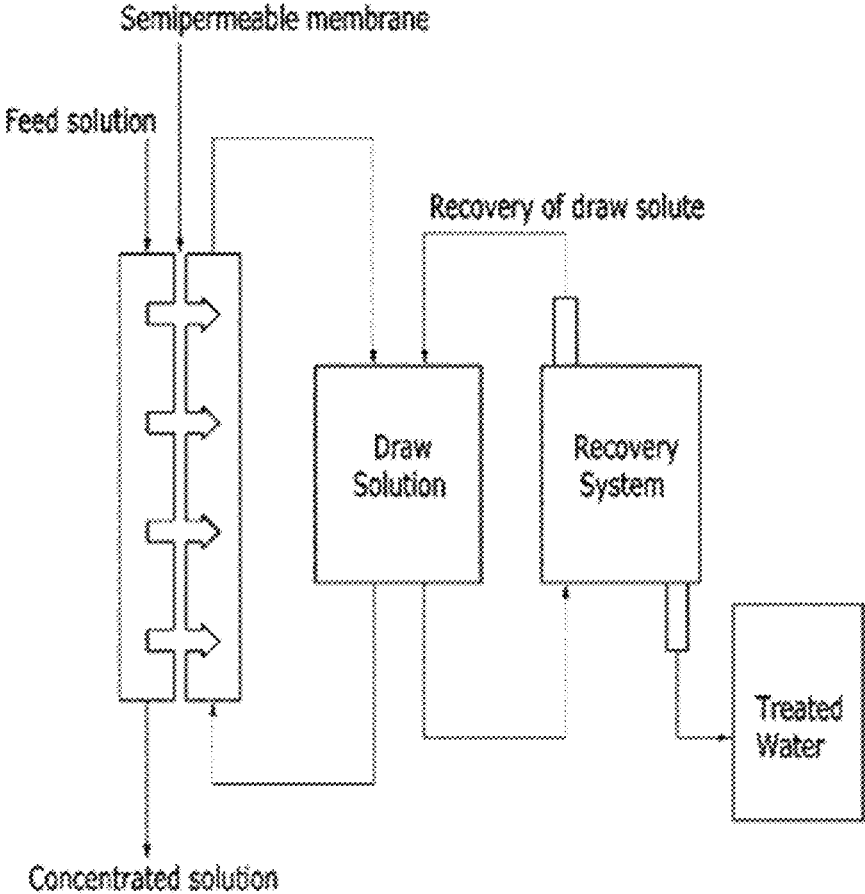 Semipermeable membrane
Feed solution
Recovery of draw solute
Draw
Solution
Recovery
System
Treated
Water
Concentrated solution